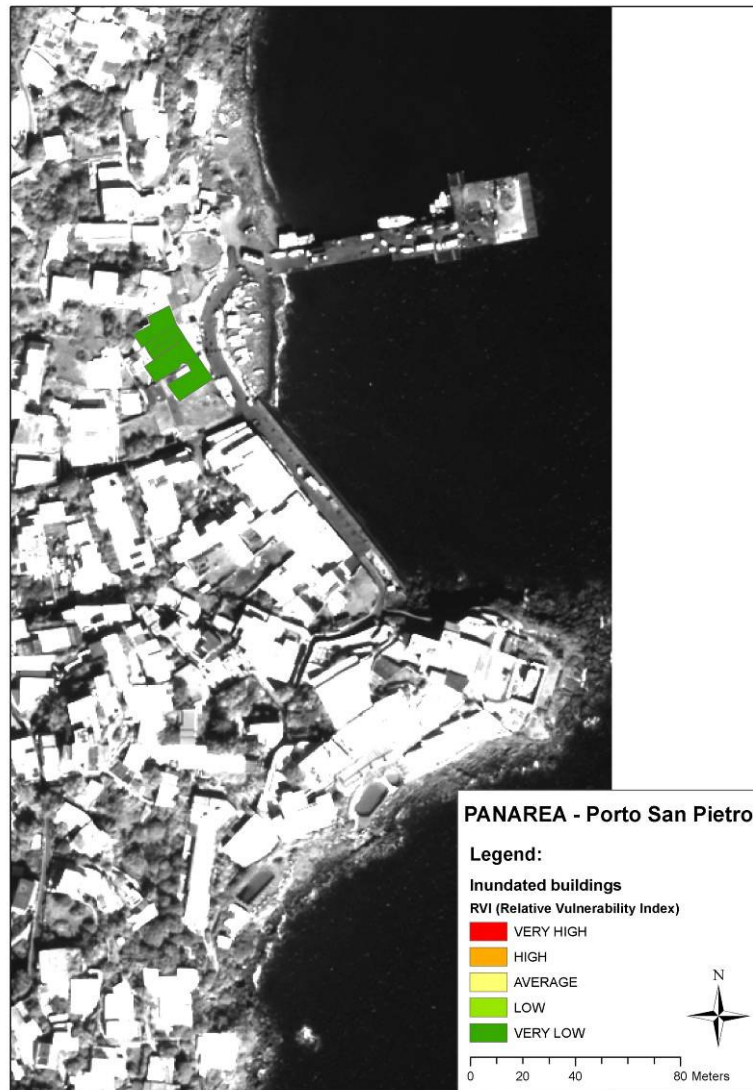 PANAREA - Porto San Pietro
Legend:
Inundated buildings
RVI (Relative Vulnerability Index)
VERY HIGH
HIGH
AVERAGE
LOW
VERY LOW
N
0 20 40 80 Meters